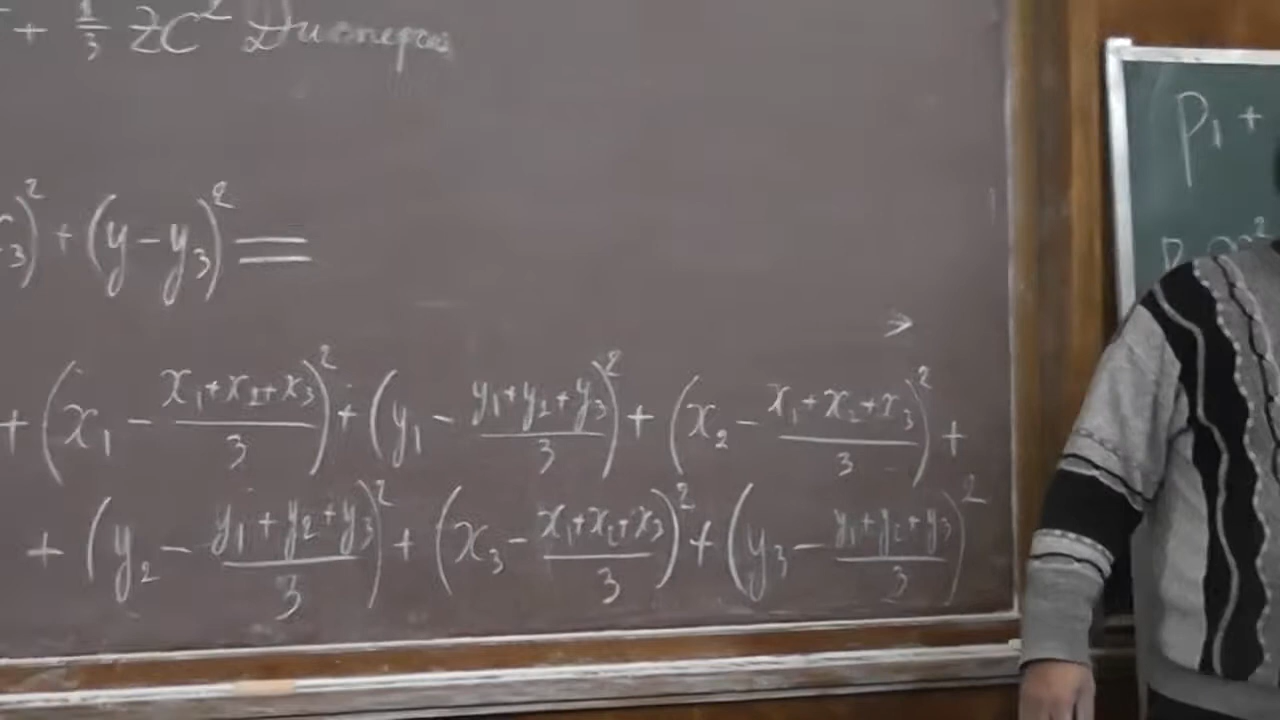 + 1/3 ZC²
3)² + (y - y₃)² =
+ (x₁ - (x₁+x₂+x₃)/3)² + (y₁ - (y₁+y₂+y₃)/3)² + (x₂ - (x₁+x₂+x₃)/3)² +
+ (y₂ - (y₁+y₂+y₃)/3)² + (x₃ - (x₁+x₂+x₃)/3)² + (y₃ - (y₁+y₂+y₃)/3)²
P₁ +